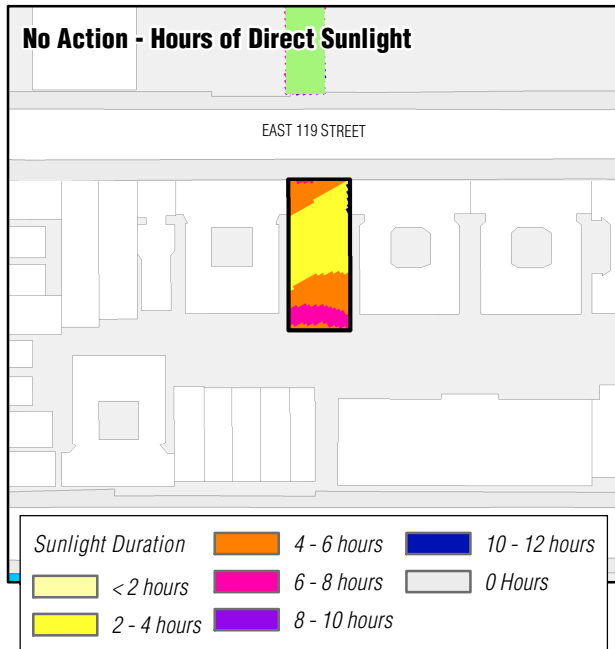 No Action - Hours of Direct Sunlight
EAST 119 STREET
Sunlight Duration
< 2 hours
2 - 4 hours
4 - 6 hours
6 - 8 hours
8 - 10 hours
10 - 12 hours
0 Hours